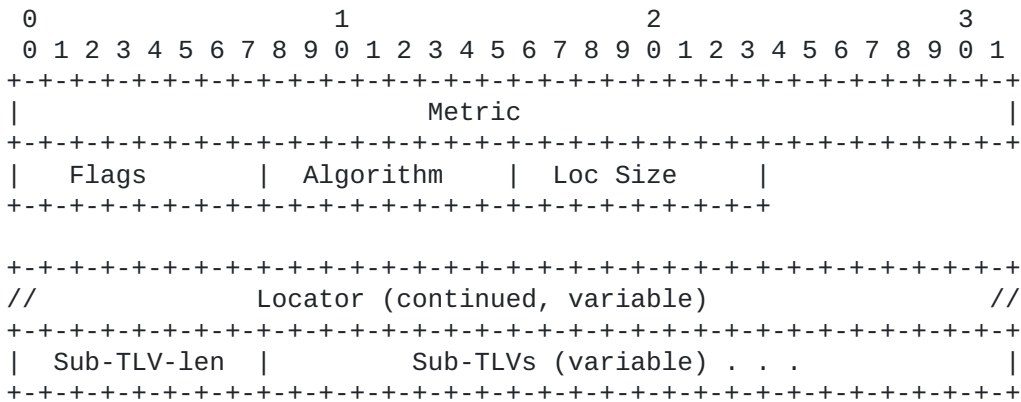 0                   1                   2                   3
 0 1 2 3 4 5 6 7 8 9 0 1 2 3 4 5 6 7 8 9 0 1 2 3 4 5 6 7 8 9 0 1
+-+-+-+-+-+-+-+-+-+-+-+-+-+-+-+-+-+-+-+-+-+-+-+-+-+-+-+-+-+-+-+-+
|                          Metric                               |
+-+-+-+-+-+-+-+-+-+-+-+-+-+-+-+-+-+-+-+-+-+-+-+-+-+-+-+-+-+-+-+-+
|   Flags       |  Algorithm    |  Loc Size     |
+-+-+-+-+-+-+-+-+-+-+-+-+-+-+-+-+-+-+-+-+-+-+-+-+

+-+-+-+-+-+-+-+-+-+-+-+-+-+-+-+-+-+-+-+-+-+-+-+-+-+-+-+-+-+-+-+-+
//              Locator (continued, variable)                  //
+-+-+-+-+-+-+-+-+-+-+-+-+-+-+-+-+-+-+-+-+-+-+-+-+-+-+-+-+-+-+-+-+
|  Sub-TLV-len  |         Sub-TLVs (variable) . . .             |
+-+-+-+-+-+-+-+-+-+-+-+-+-+-+-+-+-+-+-+-+-+-+-+-+-+-+-+-+-+-+-+-+